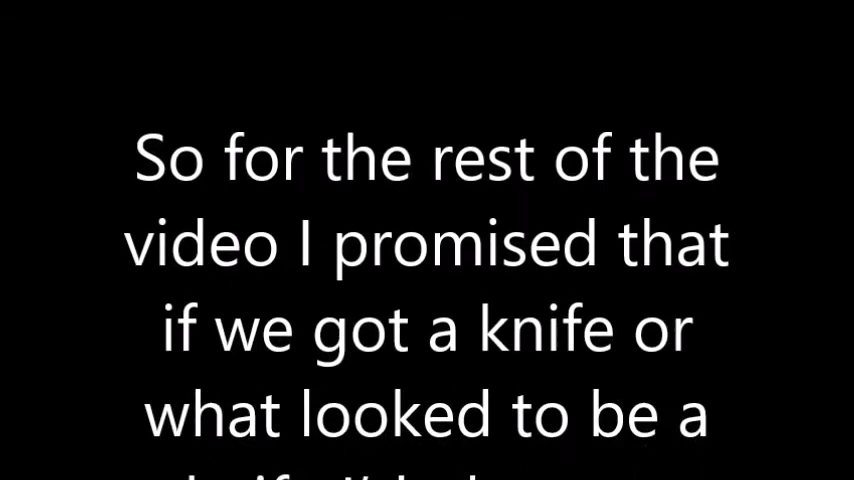 So for the rest of the
video I promised that
if we got a knife or
what looked to be a